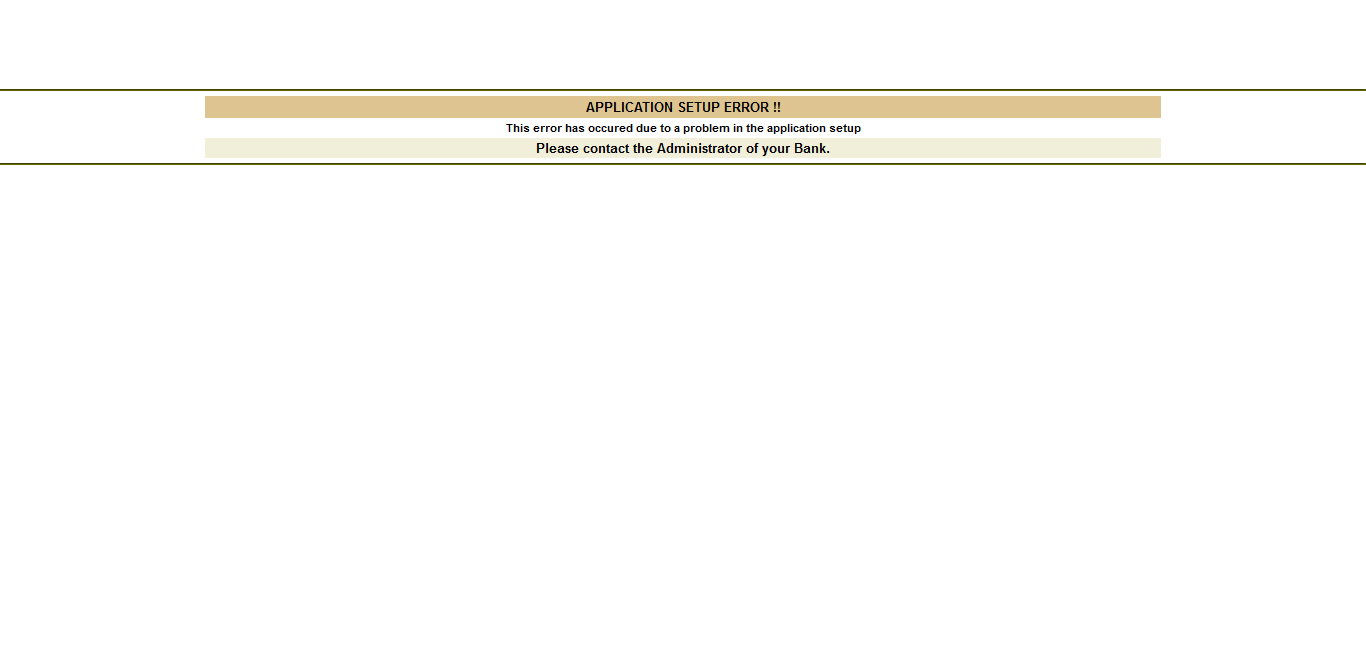 APPLICATION SETUP ERROR !!
This error has occured due to a problem in the application setup
Please contact the Administrator of your Bank.